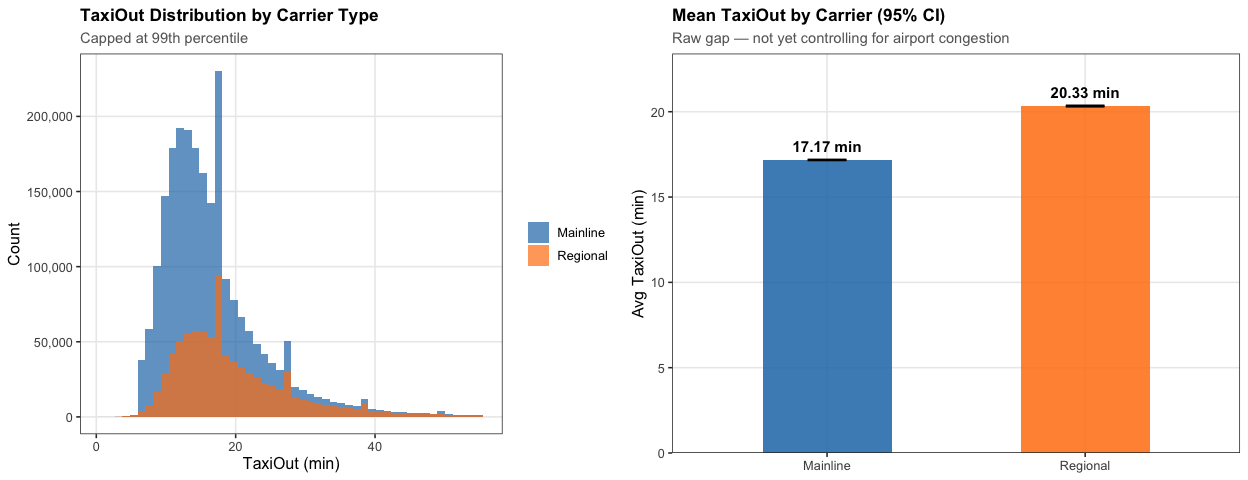 TaxiOut Distribution by Carrier Type
Capped at 99th percentile
Count
200,000
150,000
100,000
50,000
0
0 20 40
TaxiOut (min)
Mainline
Regional
Mean TaxiOut by Carrier (95% CI)
Raw gap — not yet controlling for airport congestion
Avg TaxiOut (min)
20
15
10
5
0
17.17 min
20.33 min
Mainline Regional